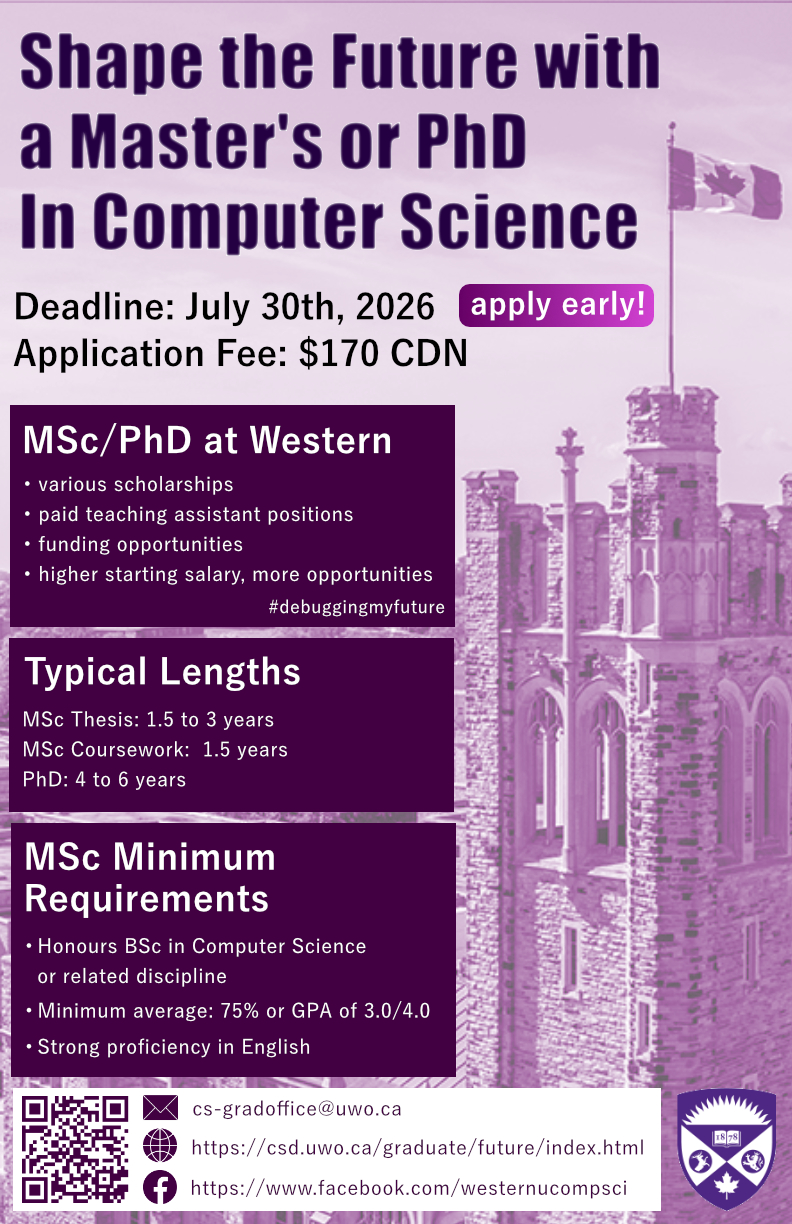 Shape the Future with
a Master's or PhD
In Computer Science
Deadline: July 30th, 2026
apply early!
Application Fee: $170 CDN
MSc/PhD at Western
• various scholarships
• paid teaching assistant positions
• funding opportunities
• higher starting salary, more opportunities
#debuggingmyfuture
Typical Lengths
MSc Thesis: 1.5 to 3 years
MSc Coursework: 1.5 years
PhD: 4 to 6 years
MSc Minimum
Requirements
• Honours BSc in Computer Science
or related discipline
• Minimum average: 75% or GPA of 3.0/4.0
• Strong proficiency in English
cs-gradoffice@uwo.ca
https://csd.uwo.ca/graduate/future/index.html
https://www.facebook.com/westernucompsci
1878